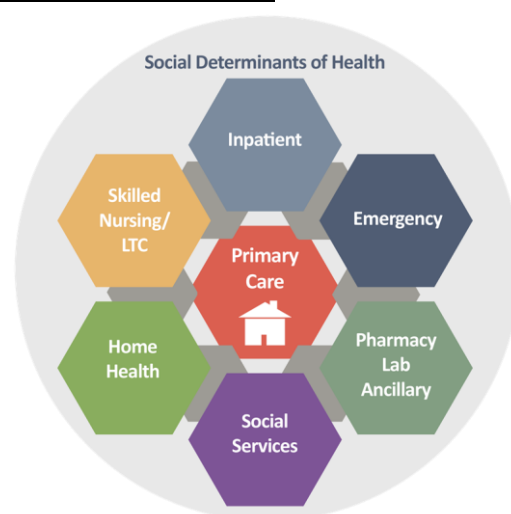 Social Determinants of Health
Inpatient
Skilled
Nursing/
LTC
Emergency
Primary
Care
Home
Health
Pharmacy
Lab
Ancillary
Social
Services